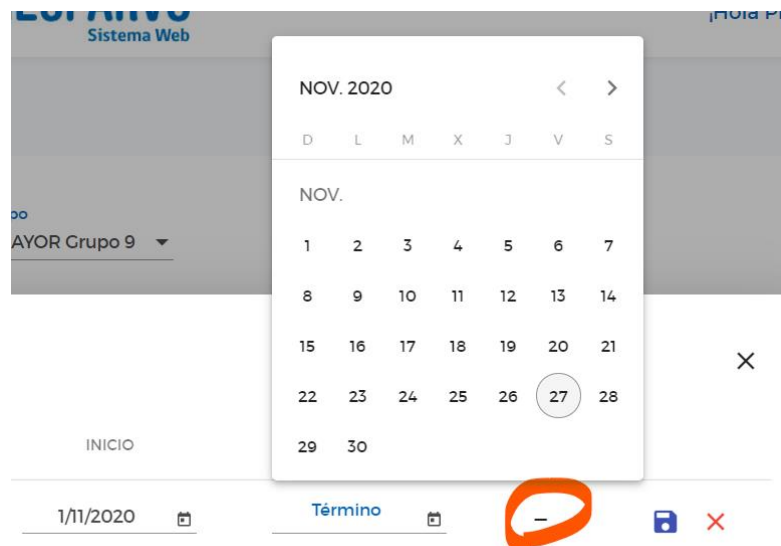 Sistema Web
NOV. 2020
D L M X J V S
NOV.
AYOR Grupo 9
1 2 3 4 5 6 7
8 9 10 11 12 13 14
15 16 17 18 19 20 21
22 23 24 25 26 27 28
29 30
INICIO
1/11/2020
Término
–